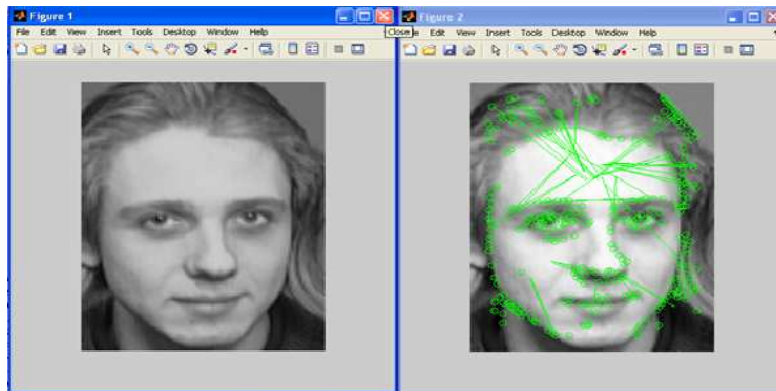 Figure 1
File Edit View Insert Tools Desktop Window Help
Figure 2
Close
Edit View Insert Tools Desktop Window Help